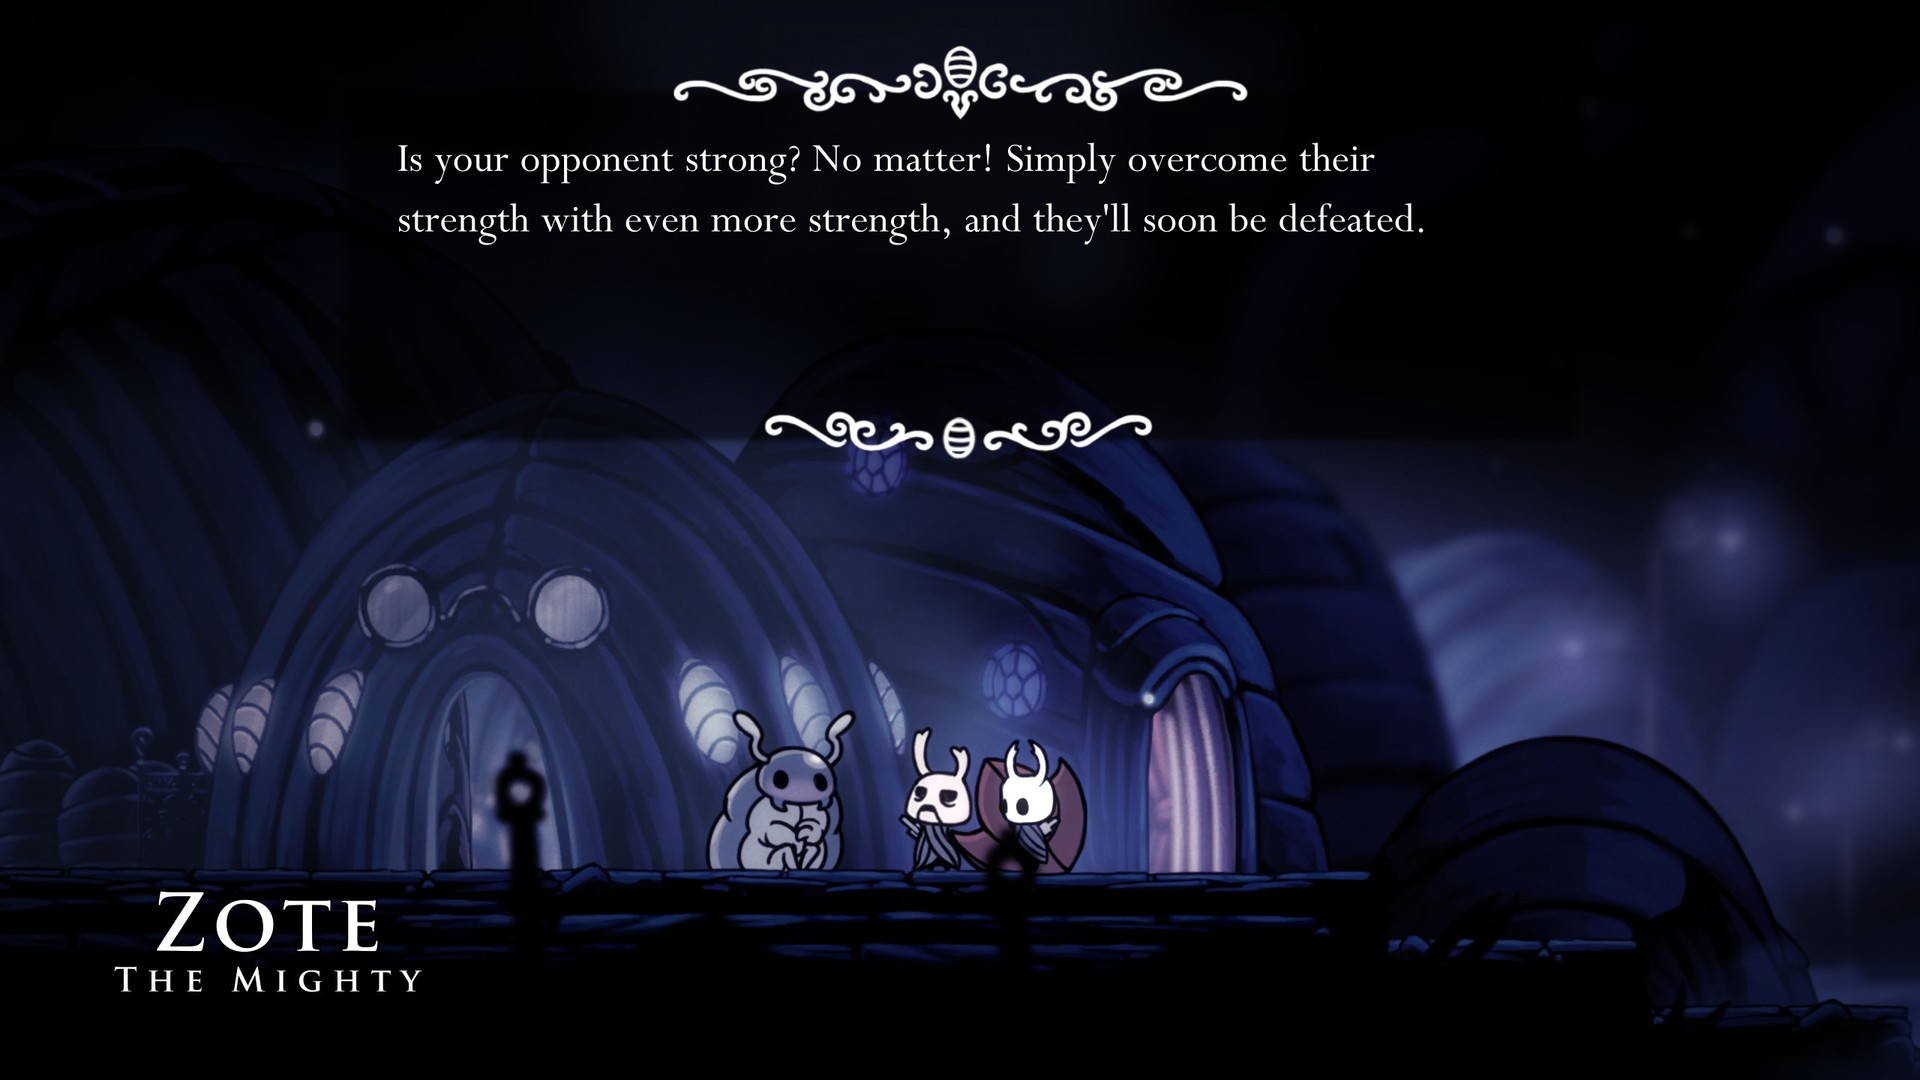 Is your opponent strong? No matter! Simply overcome their
strength with even more strength, and they'll soon be defeated.
ZOTE
THE MIGHTY